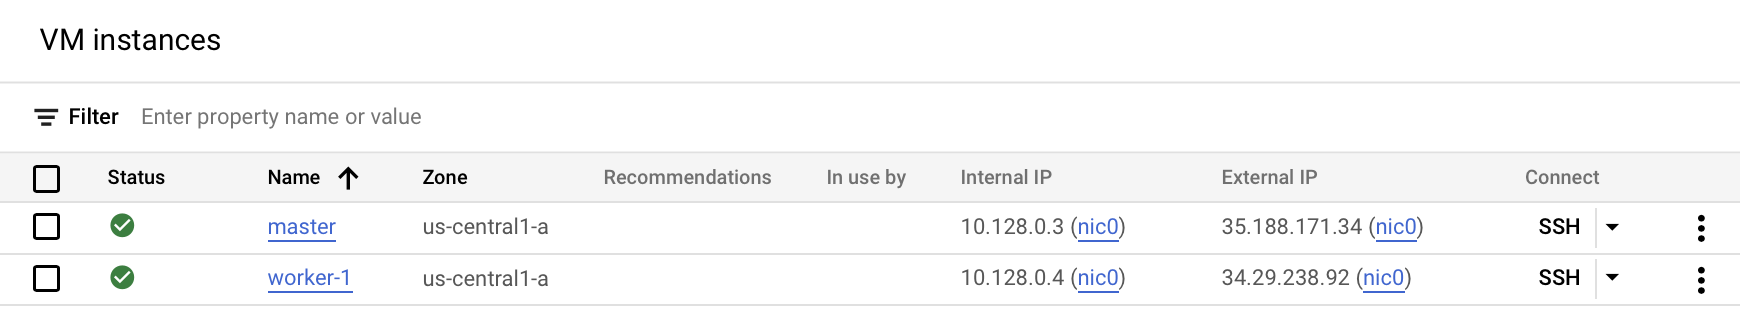 VM instances
Filter Enter property name or value
Status Name Zone Recommendations In use by Internal IP External IP Connect
master us-central1-a 10.128.0.3 (nic0) 35.188.171.34 (nic0) SSH
worker-1 us-central1-a 10.128.0.4 (nic0) 34.29.238.92 (nic0) SSH